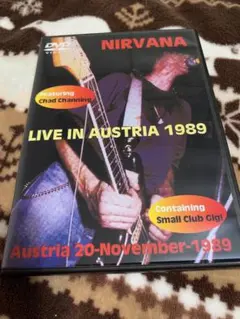 DVD
NIRVANA
Featuring
Chad Channing
LIVE IN AUSTRIA 1989
Containing
Small Club Gig!
Austria 20-November-1989